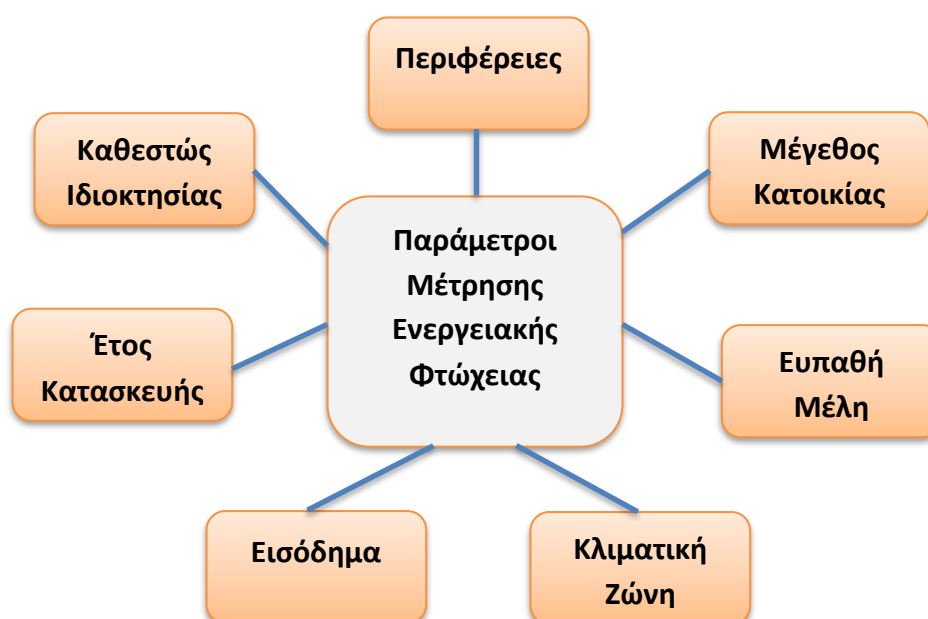 Περιφέρειες
Καθεστώς
Ιδιοκτησίας
Μέγεθος
Κατοικίας
Παράμετροι
Μέτρησης
Ενεργειακής
Φτώχειας
Έτος
Κατασκευής
Ευπαθή
Μέλη
Εισόδημα
Κλιματική
Ζώνη